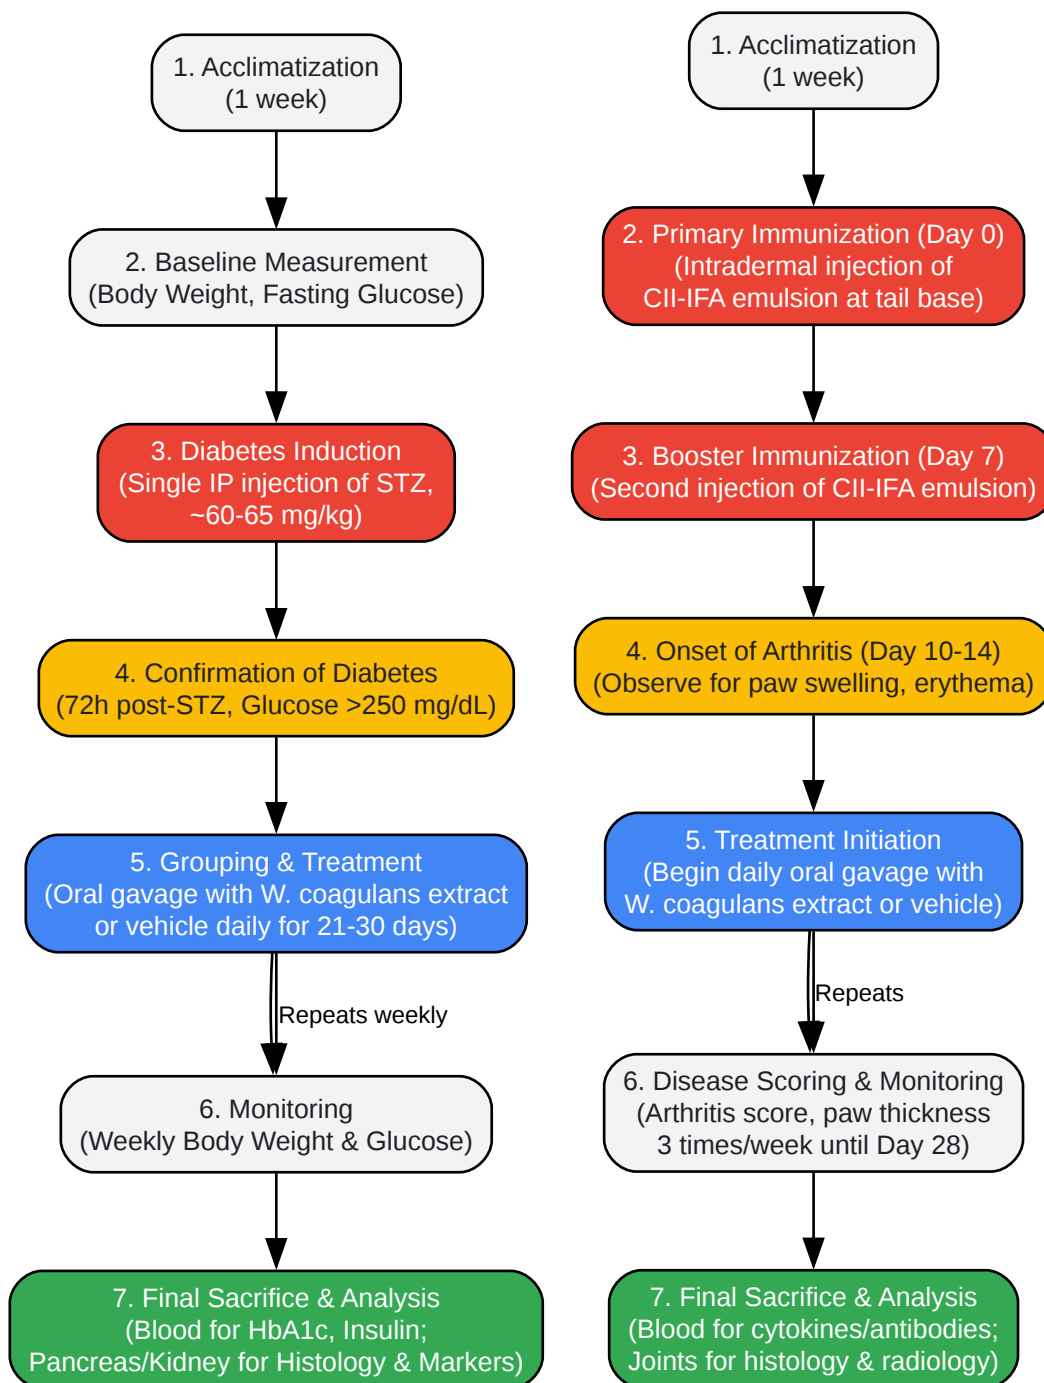 1. Acclimatization
(1 week)
2. Baseline Measurement
(Body Weight, Fasting Glucose)
3. Diabetes Induction
(Single IP injection of STZ,
~60-65 mg/kg)
4. Confirmation of Diabetes
(72h post-STZ, Glucose >250 mg/dL)
5. Grouping & Treatment
(Oral gavage with W. coagulans extract
or vehicle daily for 21-30 days)
Repeats weekly
6. Monitoring
(Weekly Body Weight & Glucose)
7. Final Sacrifice & Analysis
(Blood for HbA1c, Insulin;
Pancreas/Kidney for Histology & Markers)
1. Acclimatization
(1 week)
2. Primary Immunization (Day 0)
(Intradermal injection of
CII-IFA emulsion at tail base)
3. Booster Immunization (Day 7)
(Second injection of CII-IFA emulsion)
4. Onset of Arthritis (Day 10-14)
(Observe for paw swelling, erythema)
5. Treatment Initiation
(Begin daily oral gavage with
W. coagulans extract or vehicle)
Repeats
6. Disease Scoring & Monitoring
(Arthritis score, paw thickness
3 times/week until Day 28)
7. Final Sacrifice & Analysis
(Blood for cytokines/antibodies;
Joints for histology & radiology)